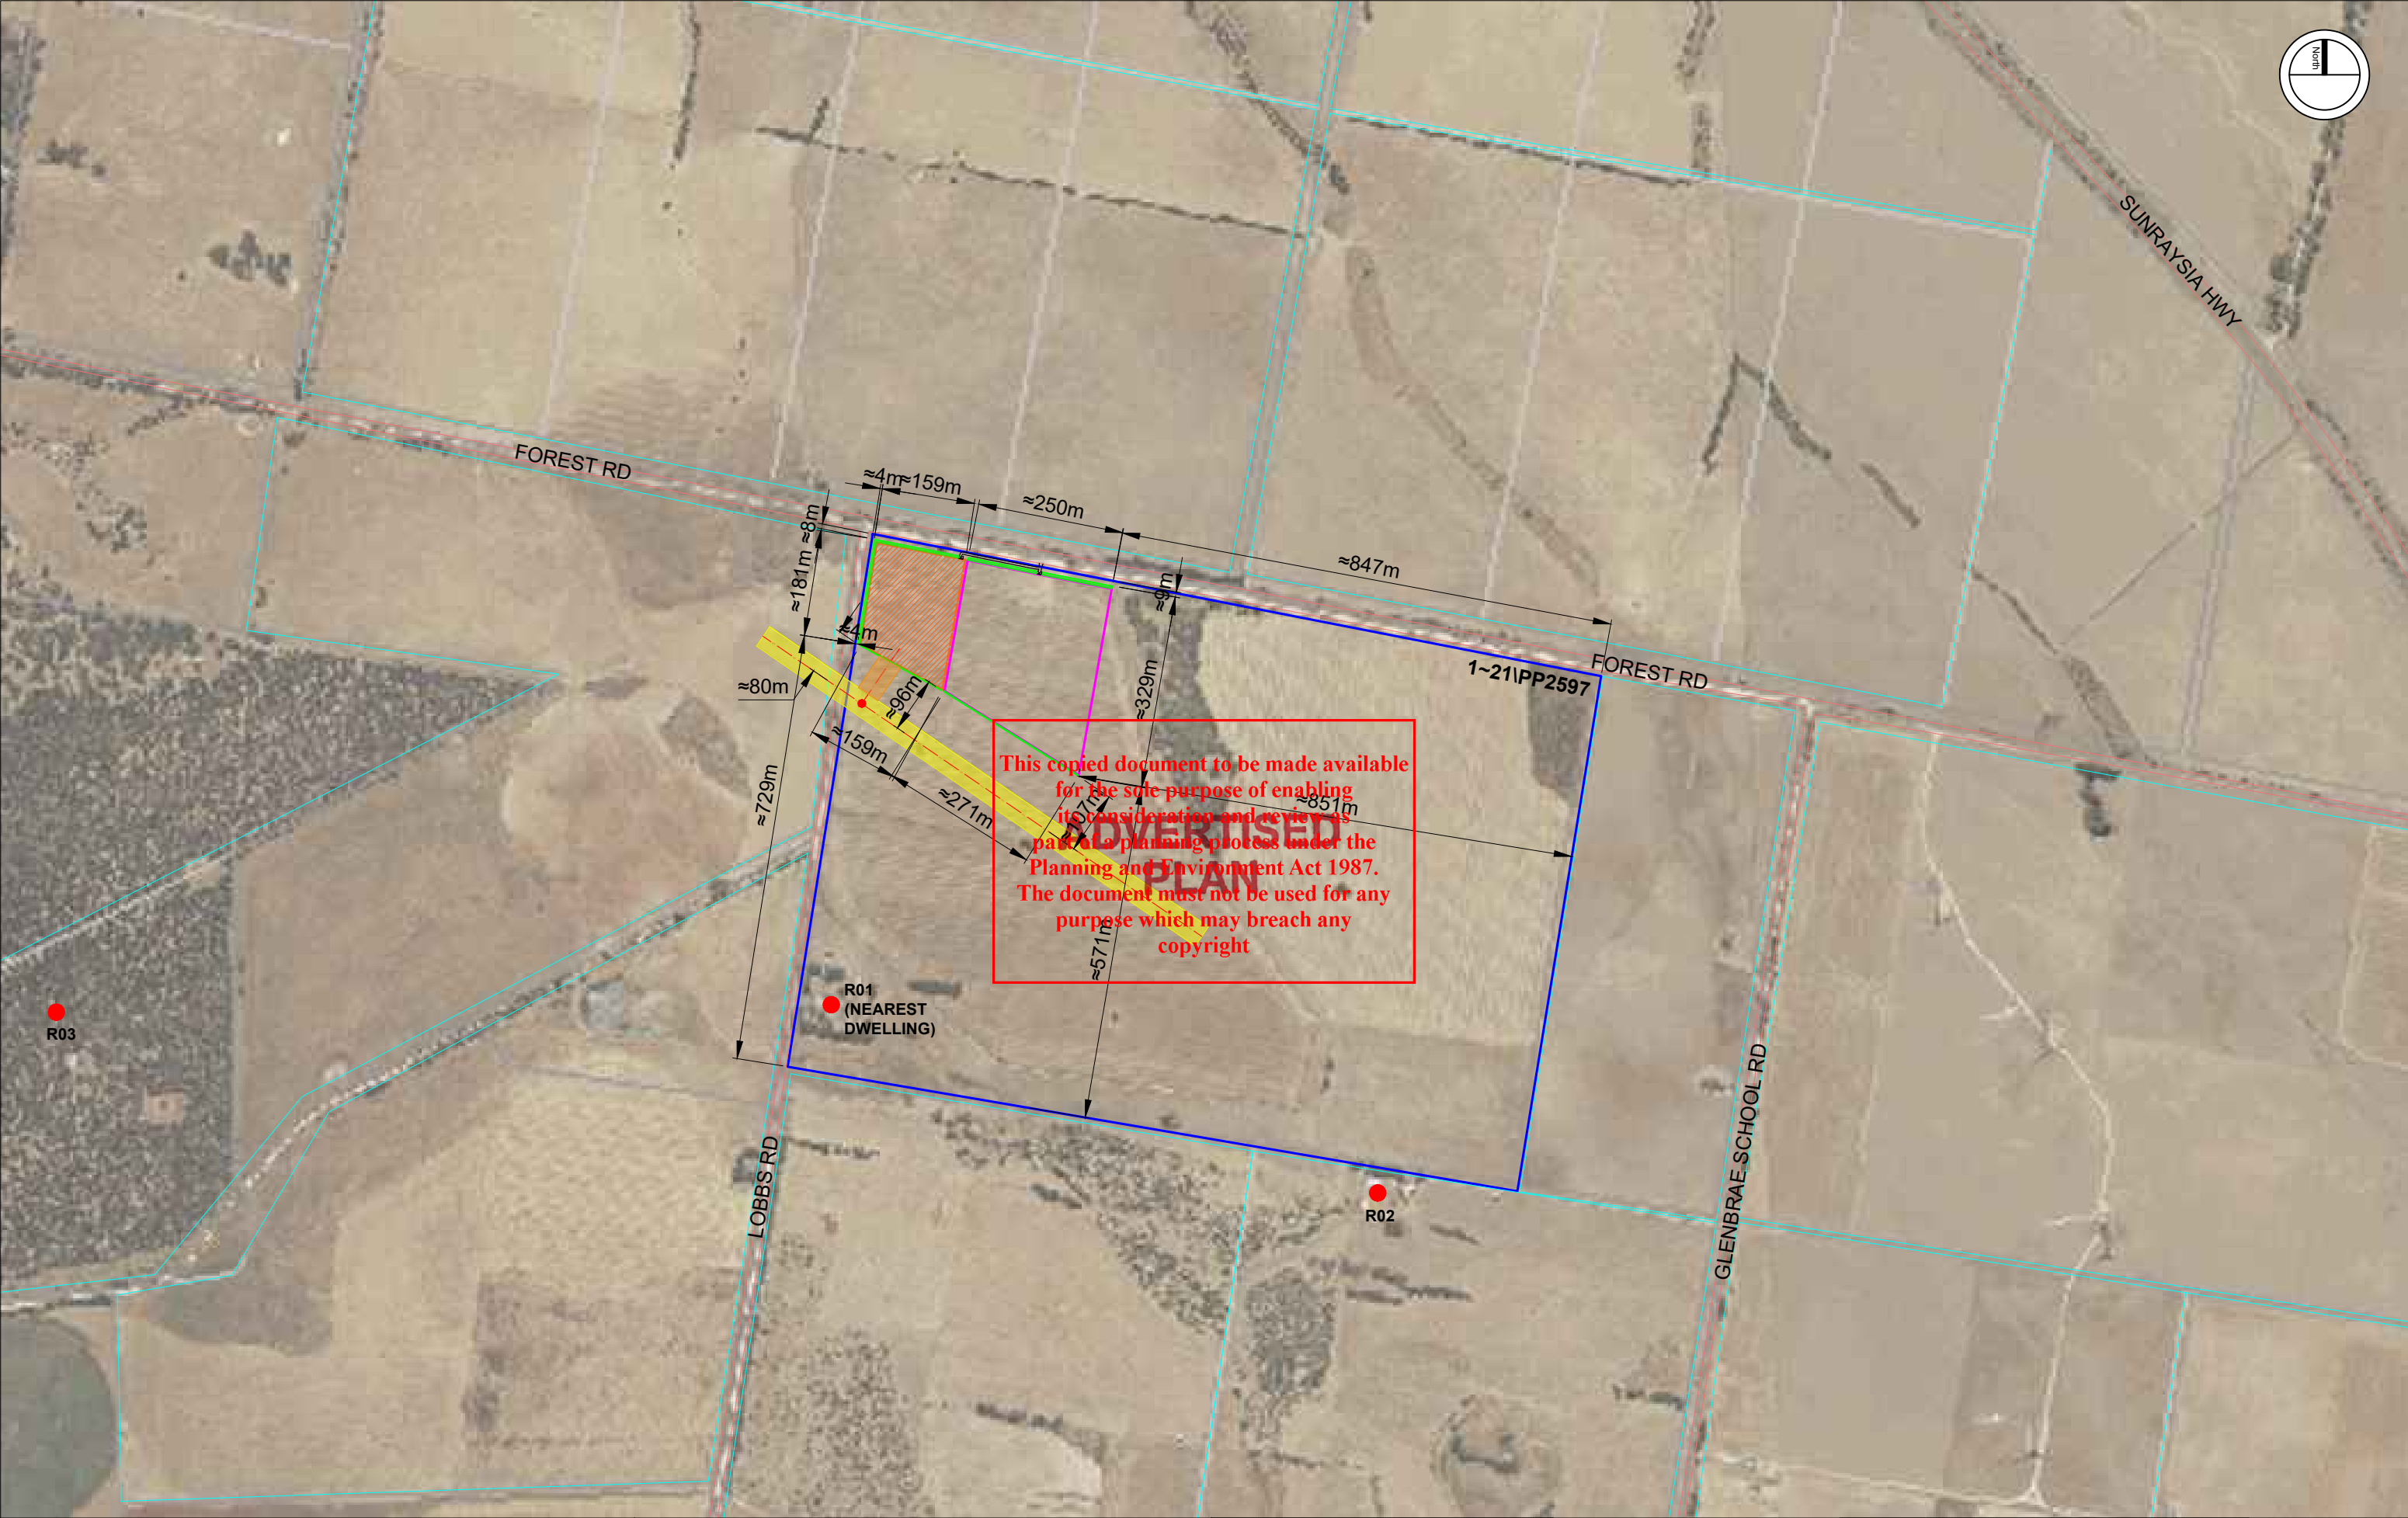 North
SUNRAYSIA HWY
FOREST RD
≈4m
≈159m
≈250m
≈847m
≈8m
≈181m
≈9m
≈4m
≈329m
FOREST RD
1~21\PP2597
≈80m
≈96m
≈159m
≈729m
≈271m
≈107m
≈851m
≈571m
ADVERTISED
PLAN
This copied document to be made available
for the sole purpose of enabling
its consideration and review as
part of a planning process under the
Planning and Environment Act 1987.
The document must not be used for any
purpose which may breach any
copyright
R01
(NEAREST
DWELLING)
R03
R02
LOBBS RD
GLENBRAE SCHOOL RD